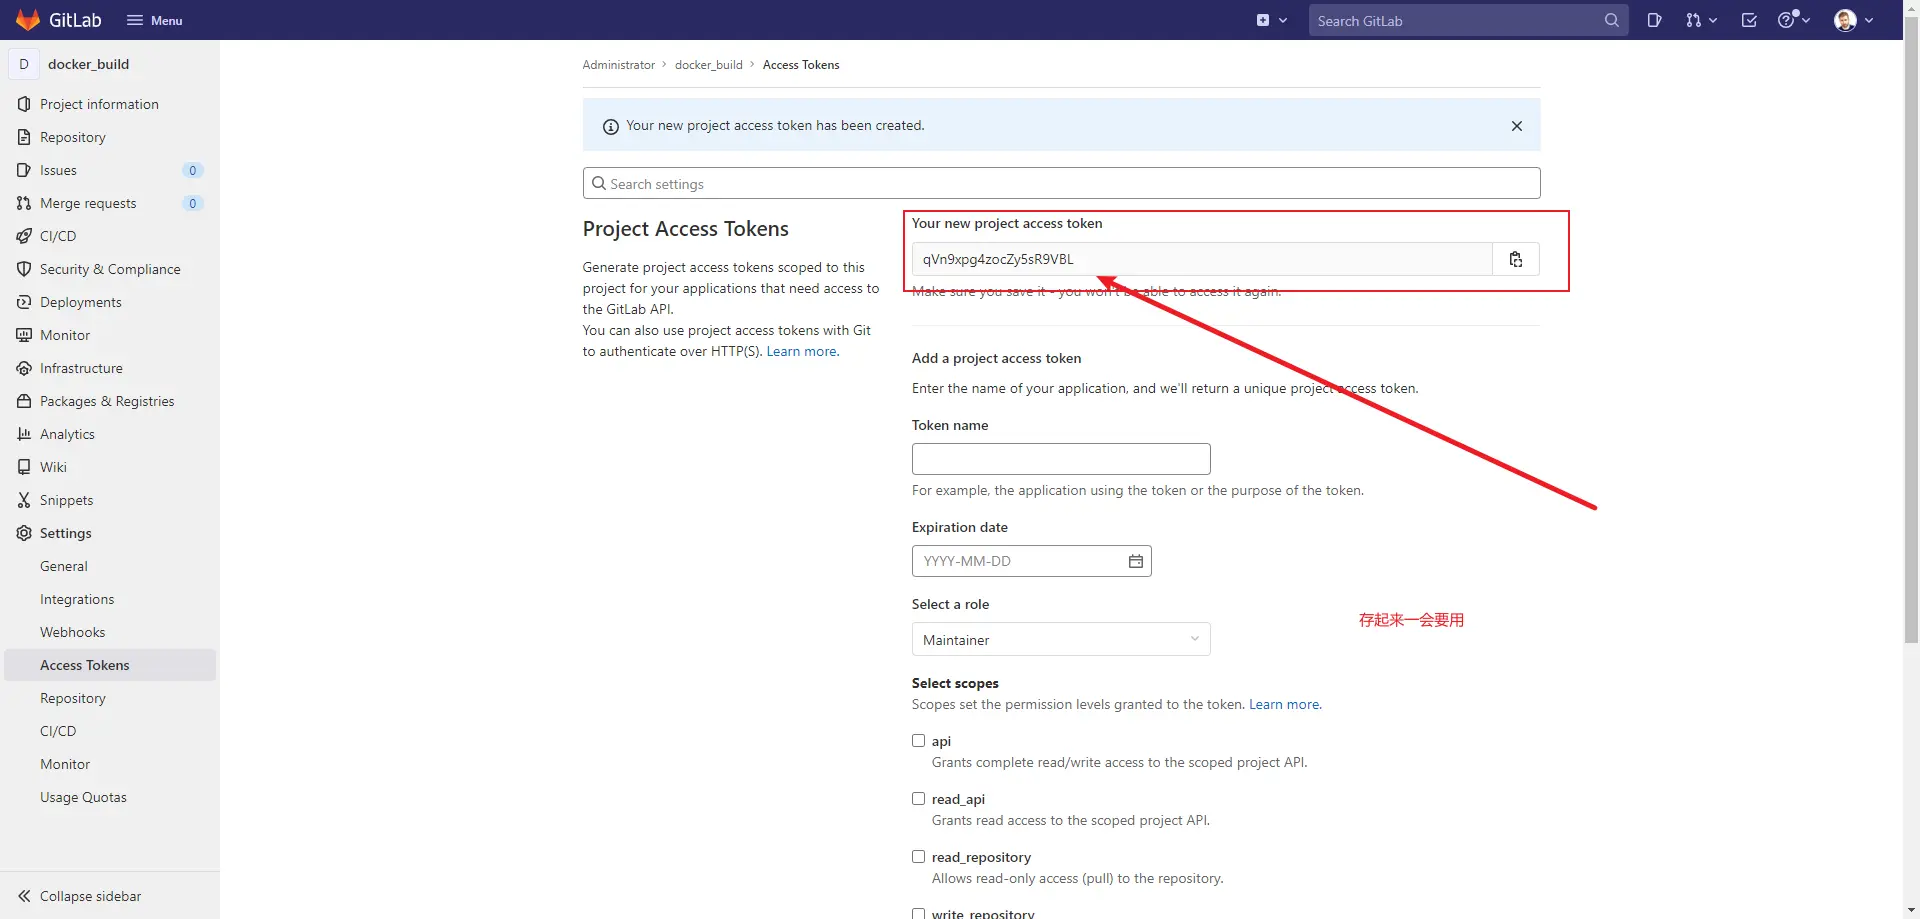 GitLab
Menu
Search GitLab
D
docker_build
Project information
Repository
Issues
0
Merge requests
0
CI/CD
Security & Compliance
Deployments
Monitor
Infrastructure
Packages & Registries
Analytics
Wiki
Snippets
Settings
General
Integrations
Webhooks
Access Tokens
Repository
CI/CD
Monitor
Usage Quotas
Collapse sidebar
Administrator > docker_build > Access Tokens
Your new project access token has been created.
Search settings
Project Access Tokens
Generate project access tokens scoped to this
project for your applications that need access to
the GitLab API.
You can also use project access tokens with Git
to authenticate over HTTP(S). Learn more.
Your new project access token
qVn9xpg4zocZy5sR9VBL
Make sure you save it - you won't be able to access it again.
Add a project access token
Enter the name of your application, and we'll return a unique project access token.
Token name
For example, the application using the token or the purpose of the token.
Expiration date
YYYY-MM-DD
Select a role
Maintainer
存起来一会要用
Select scopes
Scopes set the permission levels granted to the token. Learn more.
api
Grants complete read/write access to the scoped project API.
read_api
Grants read access to the scoped project API.
read_repository
Allows read-only access (pull) to the repository.
write_repository